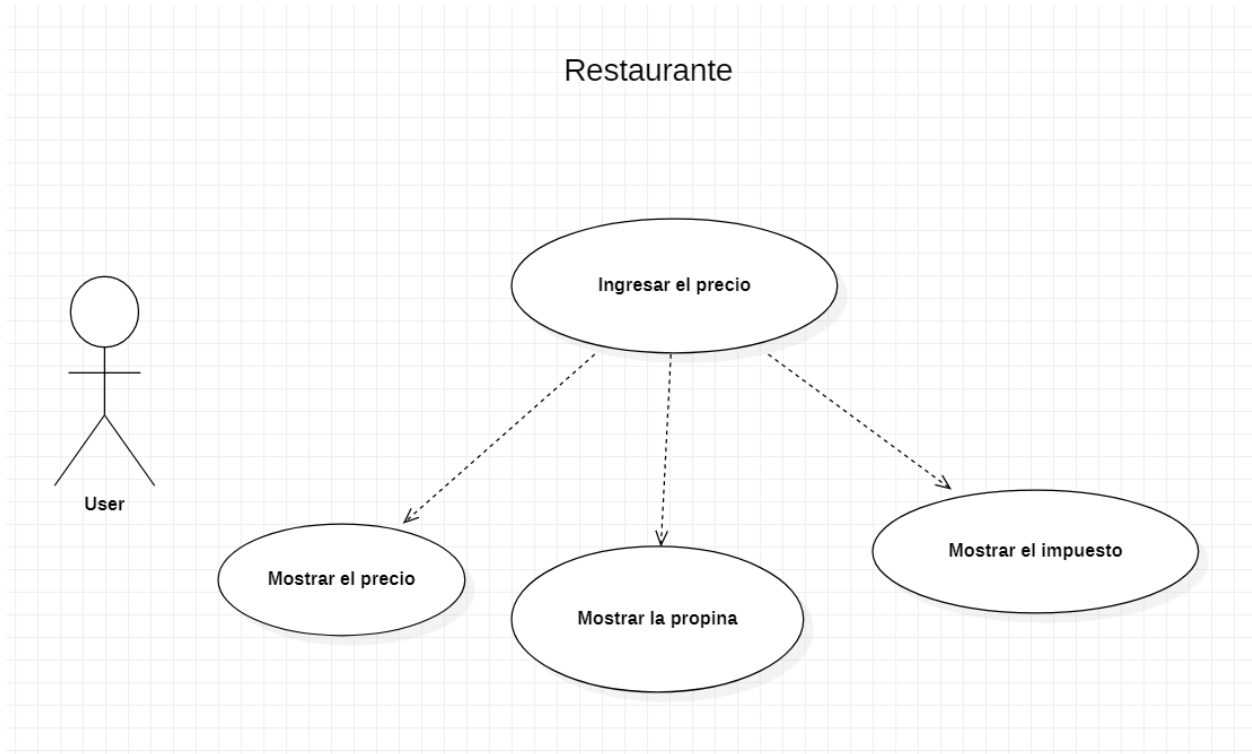 Restaurante
Ingresar el precio
User
Mostrar el precio
Mostrar la propina
Mostrar el impuesto